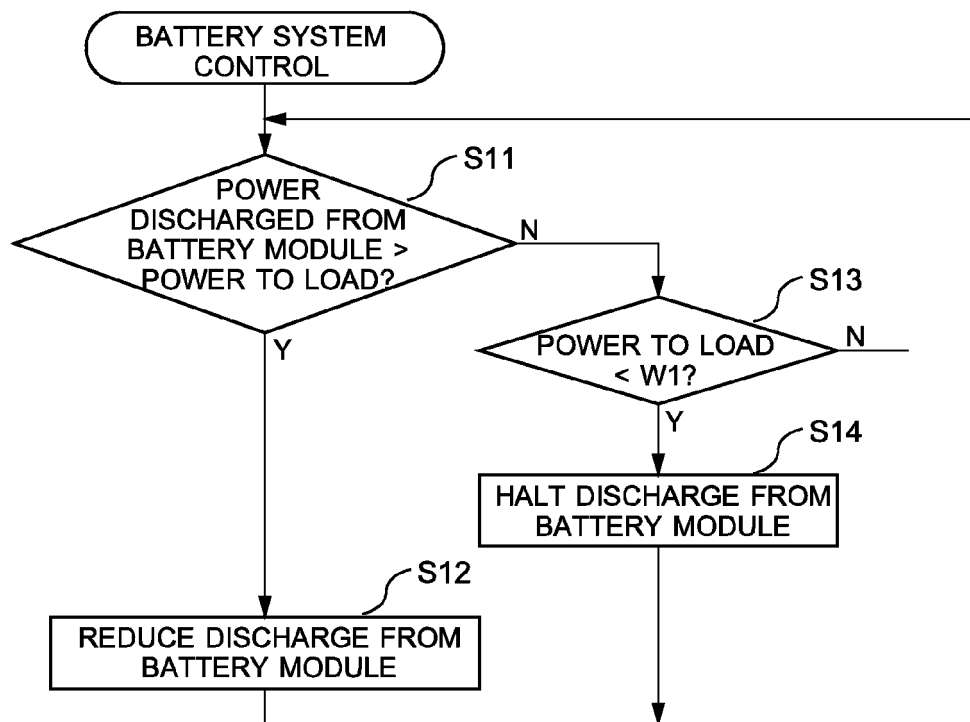 BATTERY SYSTEM
CONTROL
S11
POWER
DISCHARGED FROM
BATTERY MODULE >
POWER TO LOAD?
N
Y
S13
POWER TO LOAD
< W1?
N
Y
S14
HALT DISCHARGE FROM
BATTERY MODULE
S12
REDUCE DISCHARGE FROM
BATTERY MODULE